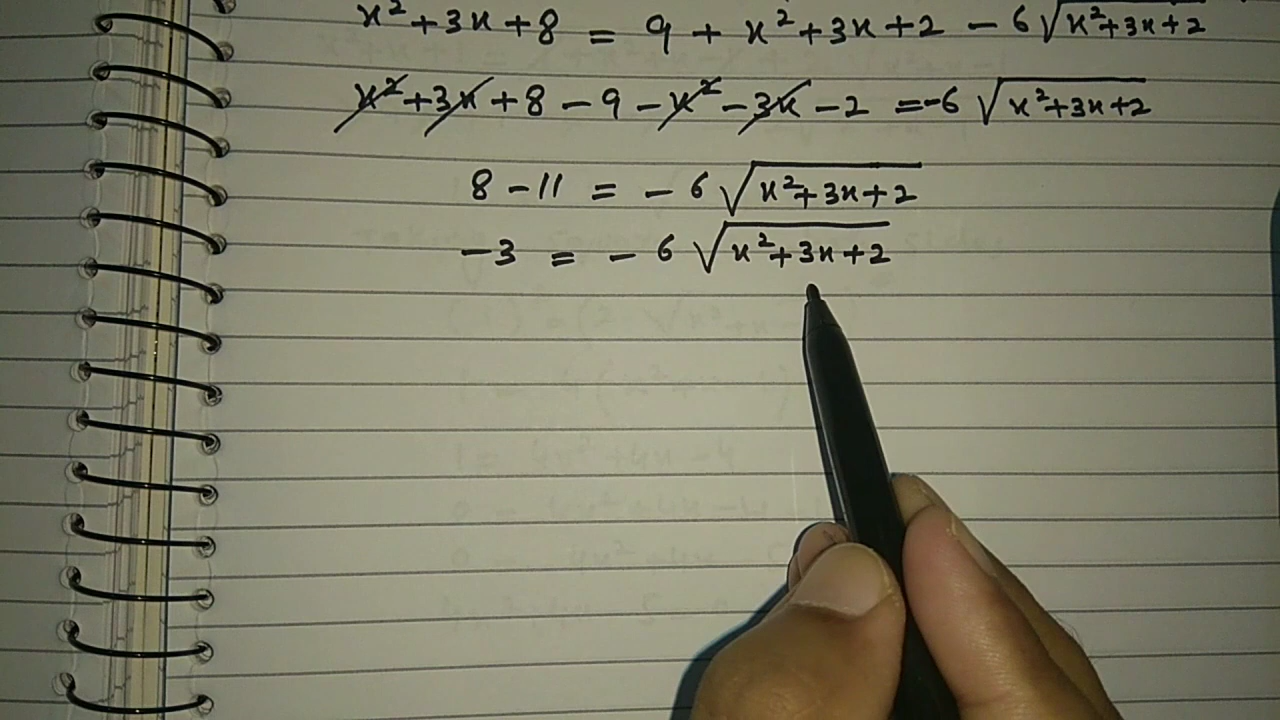 x² + 3x + 8 = 9 + x² + 3x + 2 - 6√(x²+3x+2)
x² + 3x + 8 - 9 - x² - 3x - 2 = -6 √(x²+3x+2)
8 - 11 = - 6 √(x²+3x+2)
-3 = - 6 √(x²+3x+2)